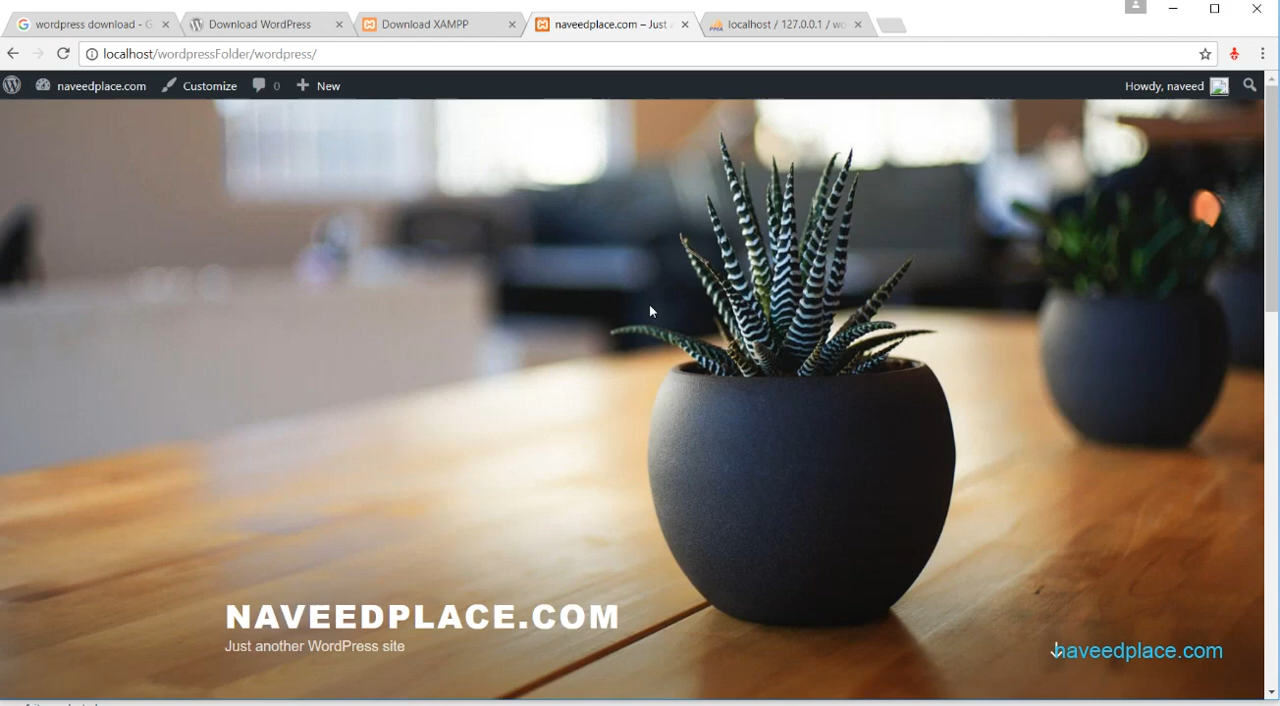 wordpress download - G
Download WordPress
Download XAMPP
naveedplace.com – Just
localhost / 127.0.0.1 / wo
localhost/wordpressFolder/wordpress/
naveedplace.com
Customize
0
New
Howdy, naveed
NAVEEDPLACE.COM
Just another WordPress site
naveedplace.com